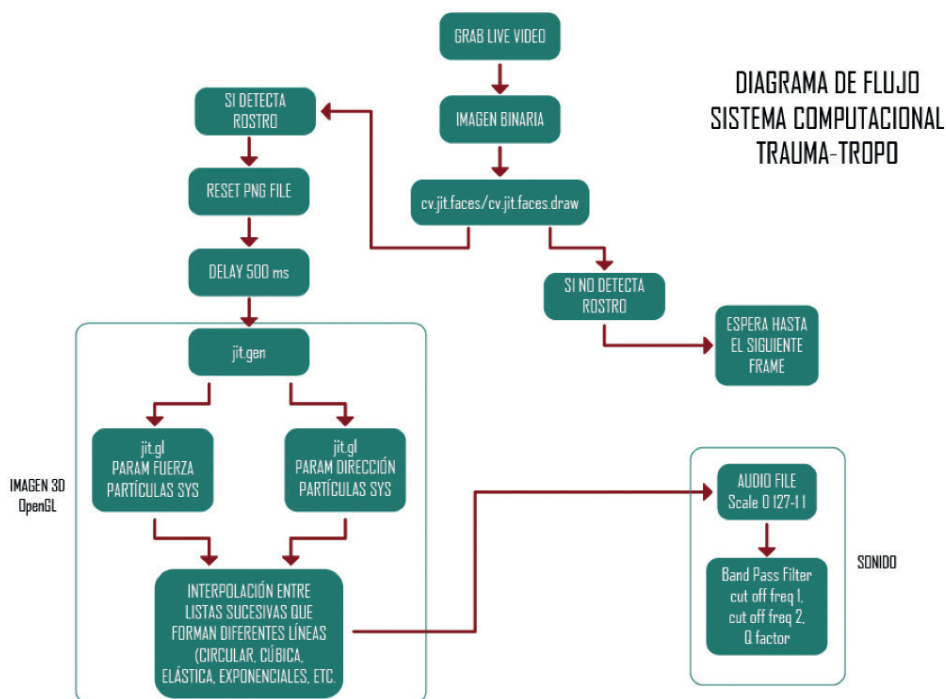 GRAB LIVE VIDEO
DIAGRAMA DE FLUJO
SISTEMA COMPUTACIONAL
TRAUMA-TROPO
SI DETECTA
ROSTRO
IMAGEN BINARIA
RESET PNG FILE
cv.jit.faces/cv.jit.faces.draw
DELAY 500 ms
SI NO DETECTA
ROSTRO
ESPERA HASTA
EL SIGUIENTE
FRAME
jit.gen
jit.gl
PARAM FUERZA
PARTÍCULAS SYS
jit.gl
PARAM DIRECCIÓN
PARTÍCULAS SYS
IMAGEN 3D
OpenGL
AUDIO FILE
Scale 0 127-1 1
SONIDO
Band Pass Filter
cut off freq 1,
cut off freq 2,
Q factor
INTERPOLACIÓN ENTRE
LISTAS SUCESIVAS QUE
FORMAN DIFERENTES LÍNEAS
(CIRCULAR, CÚBICA,
ELÁSTICA, EXPONENCIALES, ETC.